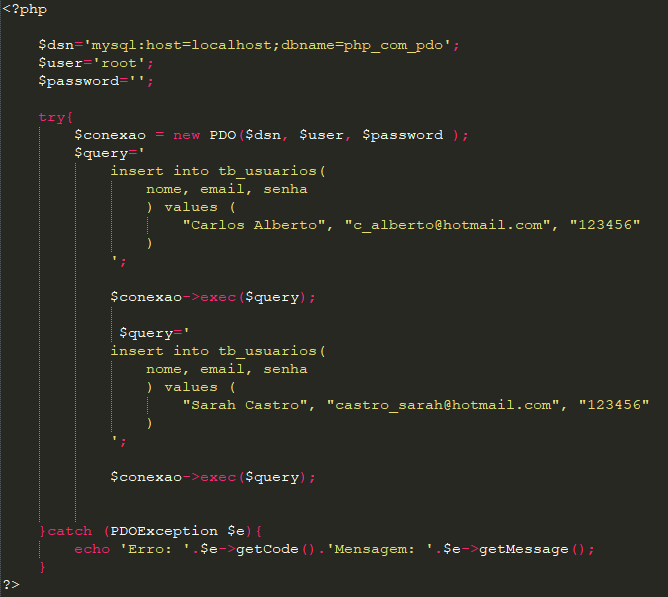 <?php
$dsn='mysql:host=localhost;dbname=php_com_pdo';
$user='root';
$password='';
try{
$conexao = new PDO($dsn, $user, $password );
$query='
insert into tb_usuarios(
nome, email, senha
) values (
"Carlos Alberto", "c_alberto@hotmail.com", "123456"
)
';
$conexao->exec($query);
$query='
insert into tb_usuarios(
nome, email, senha
) values (
"Sarah Castro", "castro_sarah@hotmail.com", "123456"
)
';
$conexao->exec($query);
}catch (PDOException $e){
echo 'Erro: '.$e->getCode().'Mensagem: '.$e->getMessage();
}
?>